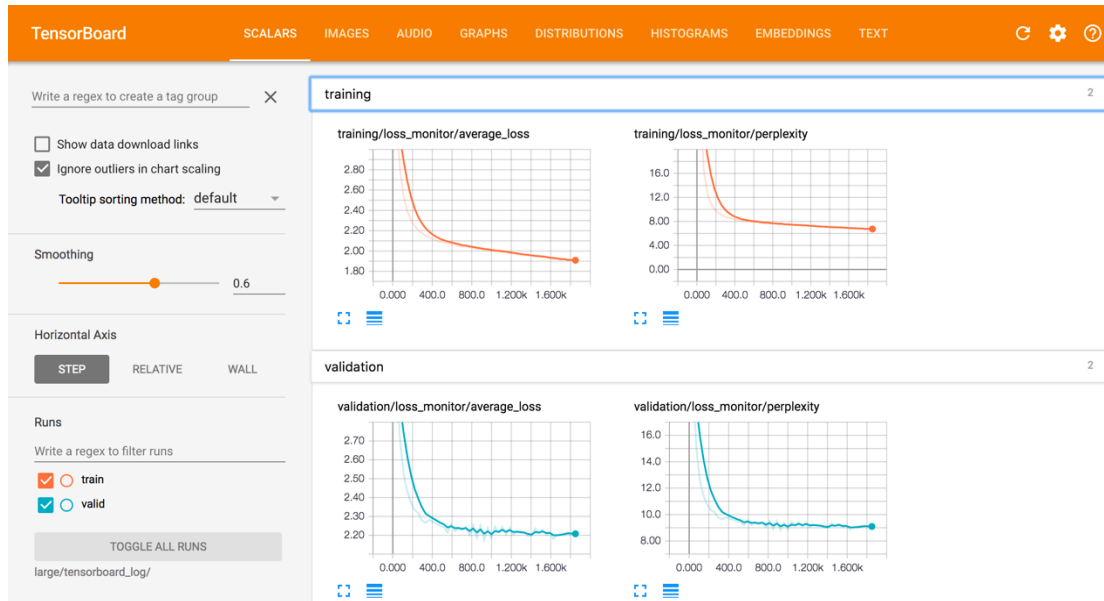 TensorBoard SCALARS IMAGES AUDIO GRAPHS DISTRIBUTIONS HISTOGRAMS EMBEDDINGS TEXT
Write a regex to create a tag group
Show data download links
Ignore outliers in chart scaling
Tooltip sorting method: default
Smoothing
0.6
Horizontal Axis
STEP RELATIVE WALL
Runs
Write a regex to filter runs
train
valid
TOGGLE ALL RUNS
large/tensorboard_log/
training 2
training/loss_monitor/average_loss
2.80
2.60
2.40
2.20
2.00
1.80
0.000 400.0 800.0 1.200k 1.600k
training/loss_monitor/perplexity
16.0
12.0
8.00
4.00
0.00
0.000 400.0 800.0 1.200k 1.600k
validation 2
validation/loss_monitor/average_loss
2.70
2.60
2.50
2.40
2.30
2.20
0.000 400.0 800.0 1.200k 1.600k
validation/loss_monitor/perplexity
16.0
14.0
12.0
10.0
8.00
0.000 400.0 800.0 1.200k 1.600k